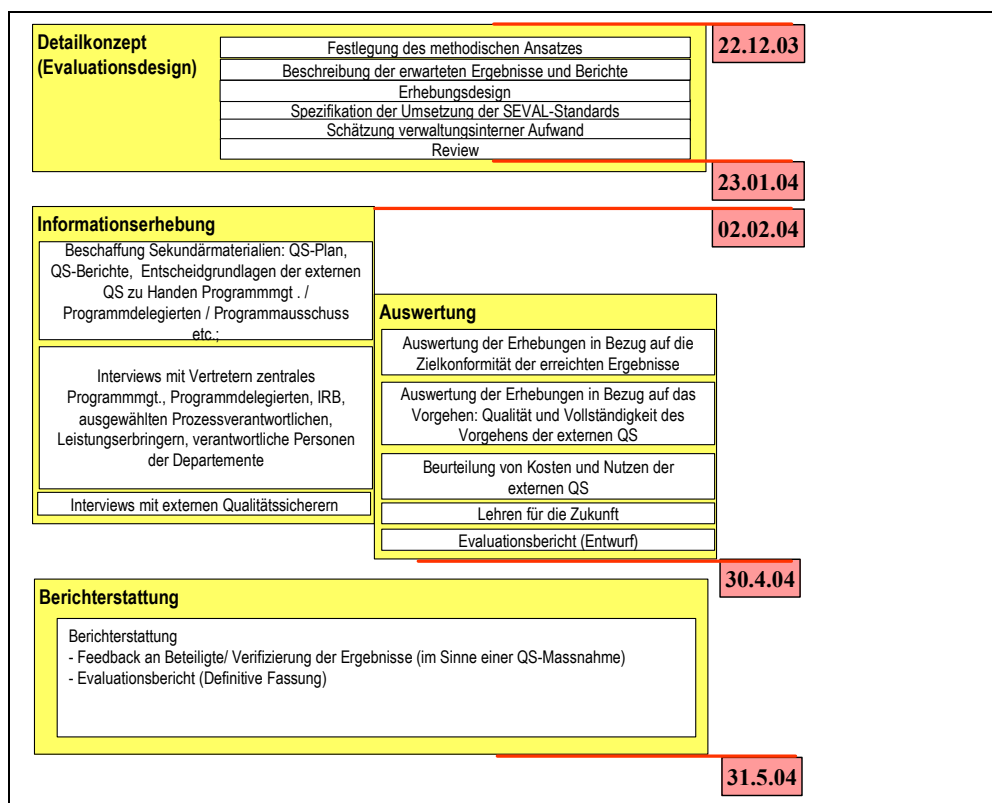 Detailkonzept
(Evaluationsdesign)
Festlegung des methodischen Ansatzes
Beschreibung der erwarteten Ergebnisse und Berichte
Erhebungsdesign
Spezifikation der Umsetzung der SEVAL-Standards
Schätzung verwaltungsinterner Aufwand
Review
22.12.03
23.01.04
Informationserhebung
Beschaffung Sekundärmaterialien: QS-Plan,
QS-Berichte, Entscheidgrundlagen der externen
QS zu Handen Programmmgt . /
Programmdelegierten / Programmausschuss
etc.;
Interviews mit Vertretern zentrales
Programmmgt., Programmdelegierten, IRB,
ausgewählten Prozessverantwortlichen,
Leistungserbringern, verantwortliche Personen
der Departemente
Interviews mit externen Qualitätssicherern
02.02.04
Auswertung
Auswertung der Erhebungen in Bezug auf die
Zielkonformität der erreichten Ergebnisse
Auswertung der Erhebungen in Bezug auf das
Vorgehen: Qualität und Vollständigkeit des
Vorgehens der externen QS
Beurteilung von Kosten und Nutzen der
externen QS
Lehren für die Zukunft
Evaluationsbericht (Entwurf)
30.4.04
Berichterstattung
Berichterstattung
- Feedback an Beteiligte/ Verifizierung der Ergebnisse (im Sinne einer QS-Massnahme)
- Evaluationsbericht (Definitive Fassung)
31.5.04